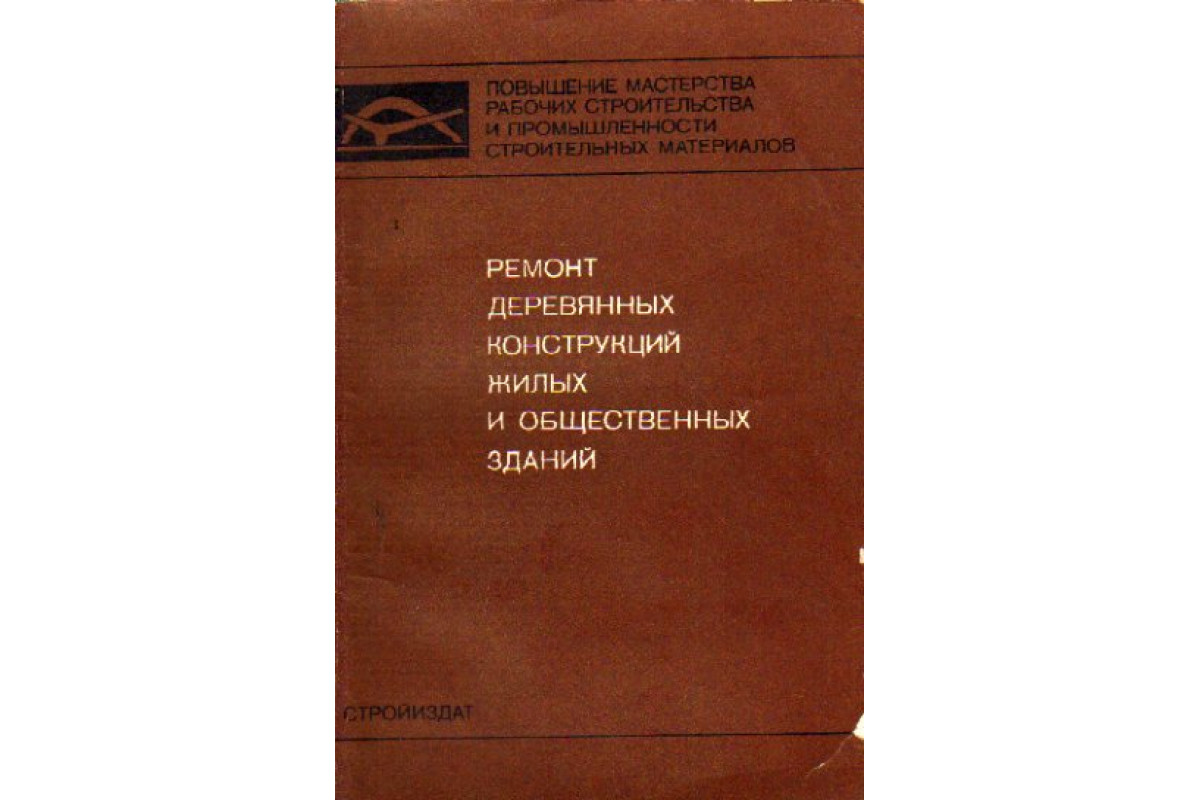 ПОВЫШЕНИЕ МАСТЕРСТВА
РАБОЧИХ СТРОИТЕЛЬСТВА
И ПРОМЫШЛЕННОСТИ
СТРОИТЕЛЬНЫХ МАТЕРИАЛОВ
РЕМОНТ
ДЕРЕВЯННЫХ
КОНСТРУКЦИЙ
ЖИЛЫХ
И ОБЩЕСТВЕННЫХ
ЗДАНИЙ
СТРОЙИЗДАТ